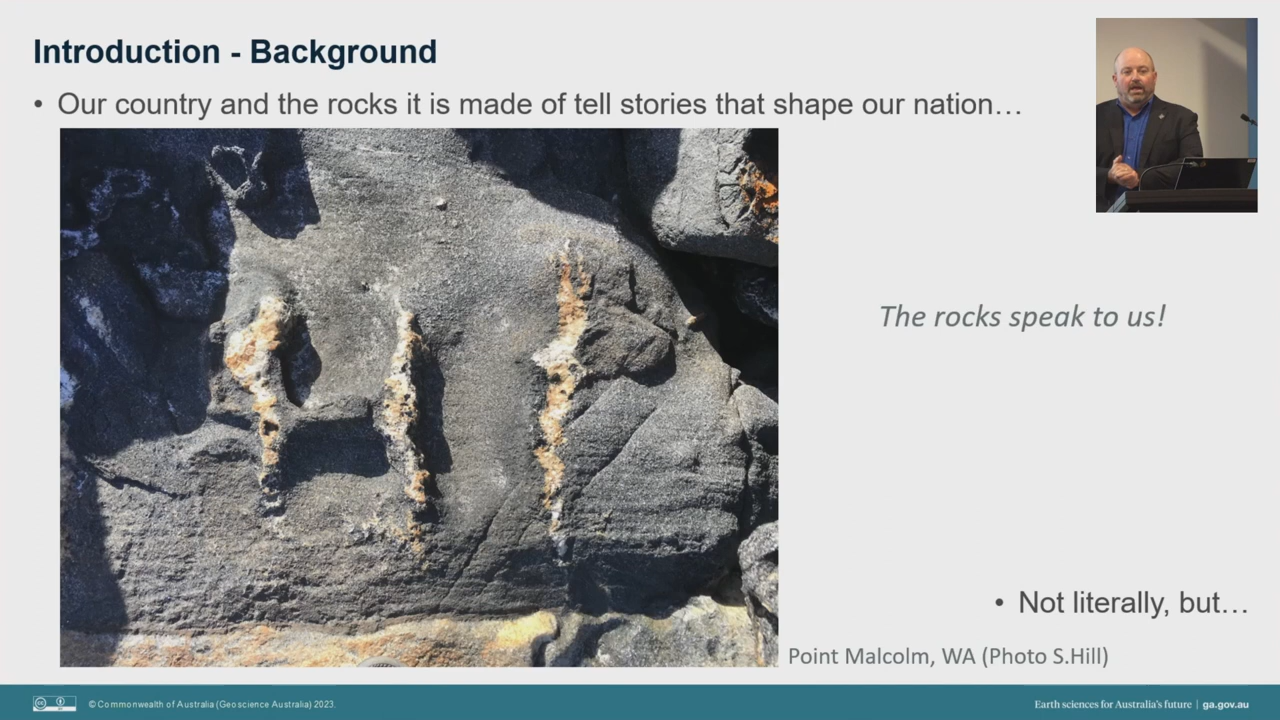 Introduction - Background
• Our country and the rocks it is made of tell stories that shape our nation…
The rocks speak to us!
• Not literally, but…
Point Malcolm, WA (Photo S.Hill)
© Commonwealth of Australia (Geoscience Australia) 2023.
Earth sciences for Australia's future | ga.gov.au